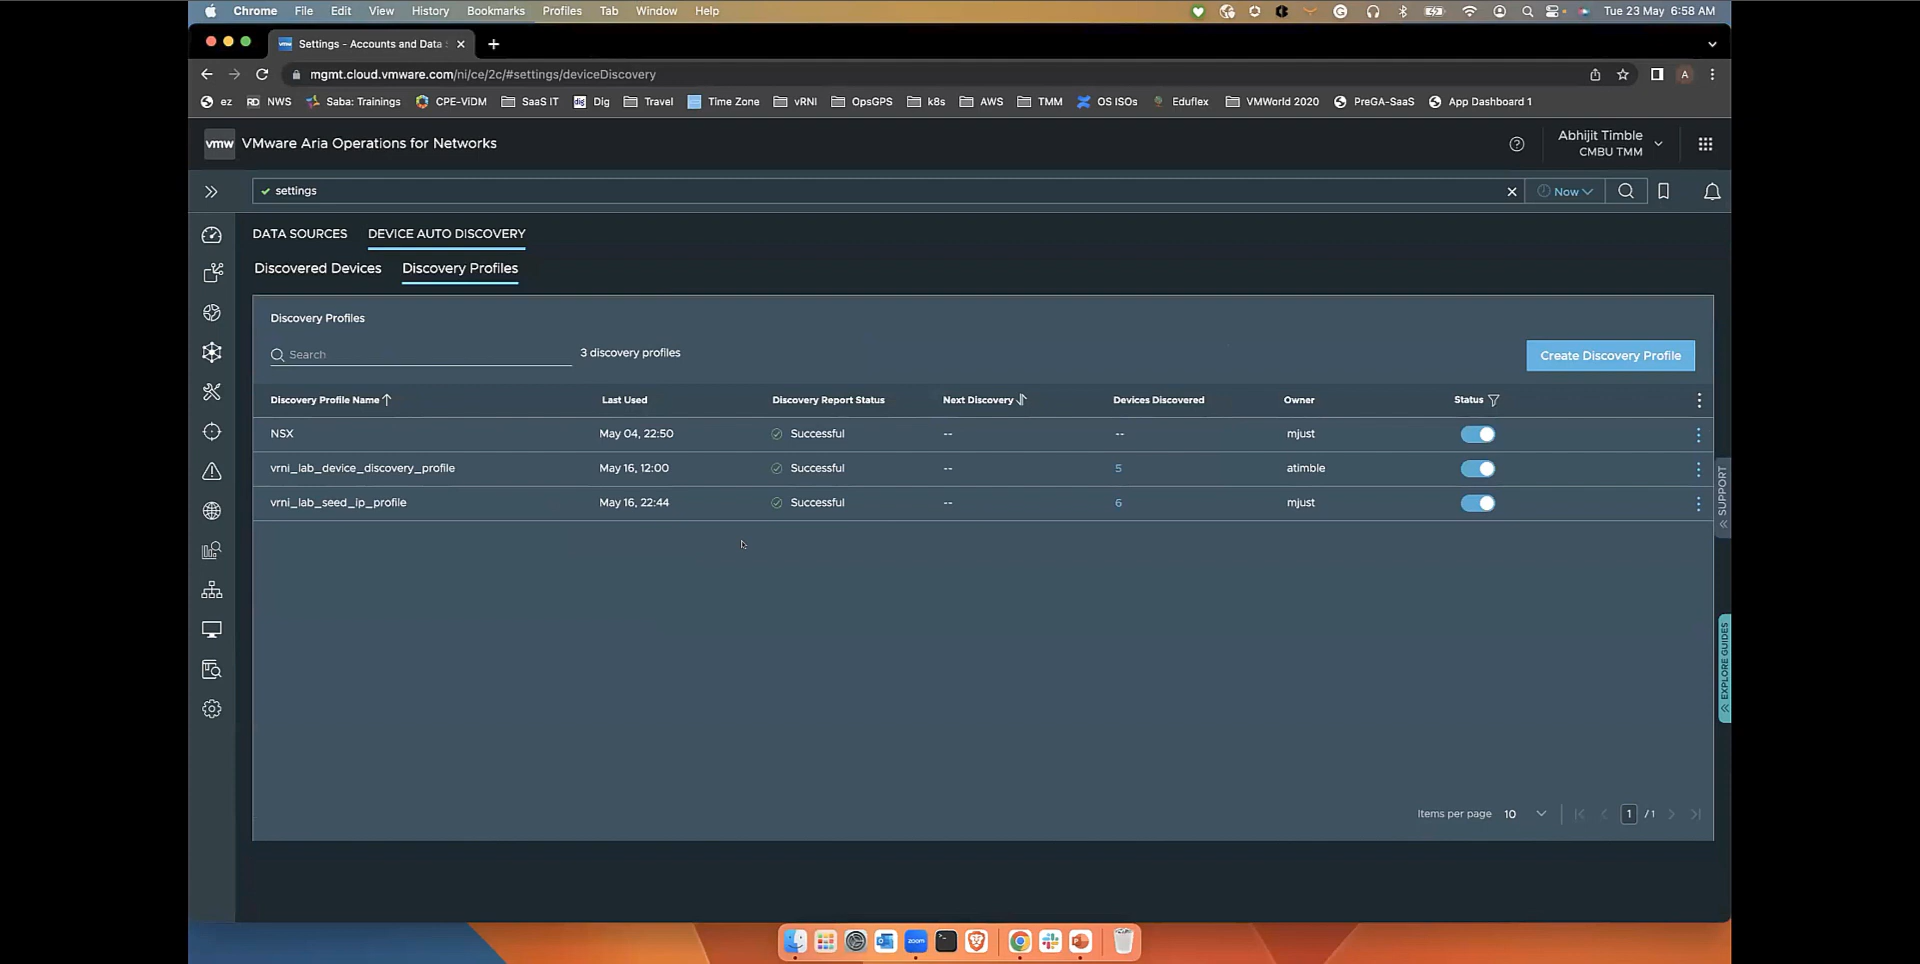 Chrome File Edit View History Bookmarks Profiles Tab Window Help Tue 23 May 6:58 AM
vmw Settings - Accounts and Data
mgmt.cloud.vmware.com/ni/ce/2c/#settings/deviceDiscovery A
ez RD NWS Saba: Trainings CPE-ViDM SaaS IT dig Dig Travel Time Zone vRNI OpsGPS k8s AWS TMM OS ISOs Eduflex VMWorld 2020 PreGA-SaaS App Dashboard 1
vmw VMware Aria Operations for Networks
Abhijit Timble
CMBU TMM
settings Now
DATA SOURCES DEVICE AUTO DISCOVERY
Discovered Devices Discovery Profiles
Discovery Profiles
Search 3 discovery profiles Create Discovery Profile
Discovery Profile Name Last Used Discovery Report Status Next Discovery Devices Discovered Owner Status
NSX May 04, 22:50 Successful -- -- mjust
vrni_lab_device_discovery_profile May 16, 12:00 Successful -- 5 atimble
vrni_lab_seed_ip_profile May 16, 22:44 Successful -- 6 mjust
SUPPORT
EXPLORE GUIDES
Items per page 10 1 / 1
zoom